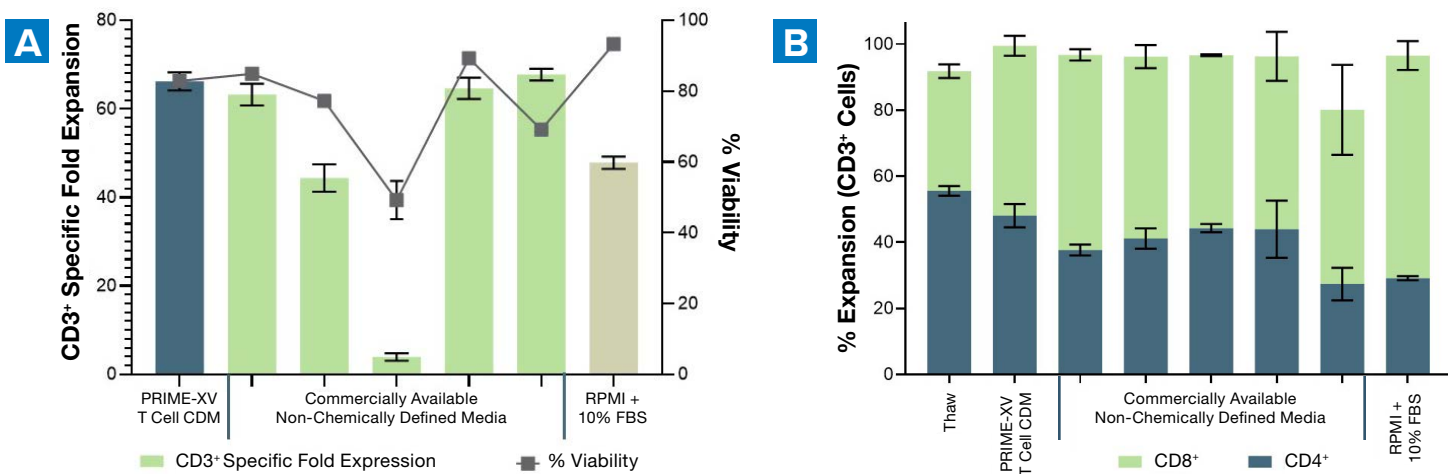 A
CD3⁺ Specific Fold Expansion
80
60
40
20
0
100
80
60
40
20
0
% Viability
PRIME-XV
T Cell CDM
Commercially Available
Non-Chemically Defined Media
RPMI +
10% FBS
CD3⁺ Specific Fold Expression
% Viability
B
% Expansion (CD3⁺ Cells)
100
80
60
40
20
0
Thaw
PRIME-XV
T Cell CDM
Commercially Available
Non-Chemically Defined Media
RPMI +
10% FBS
CD8⁺
CD4⁺